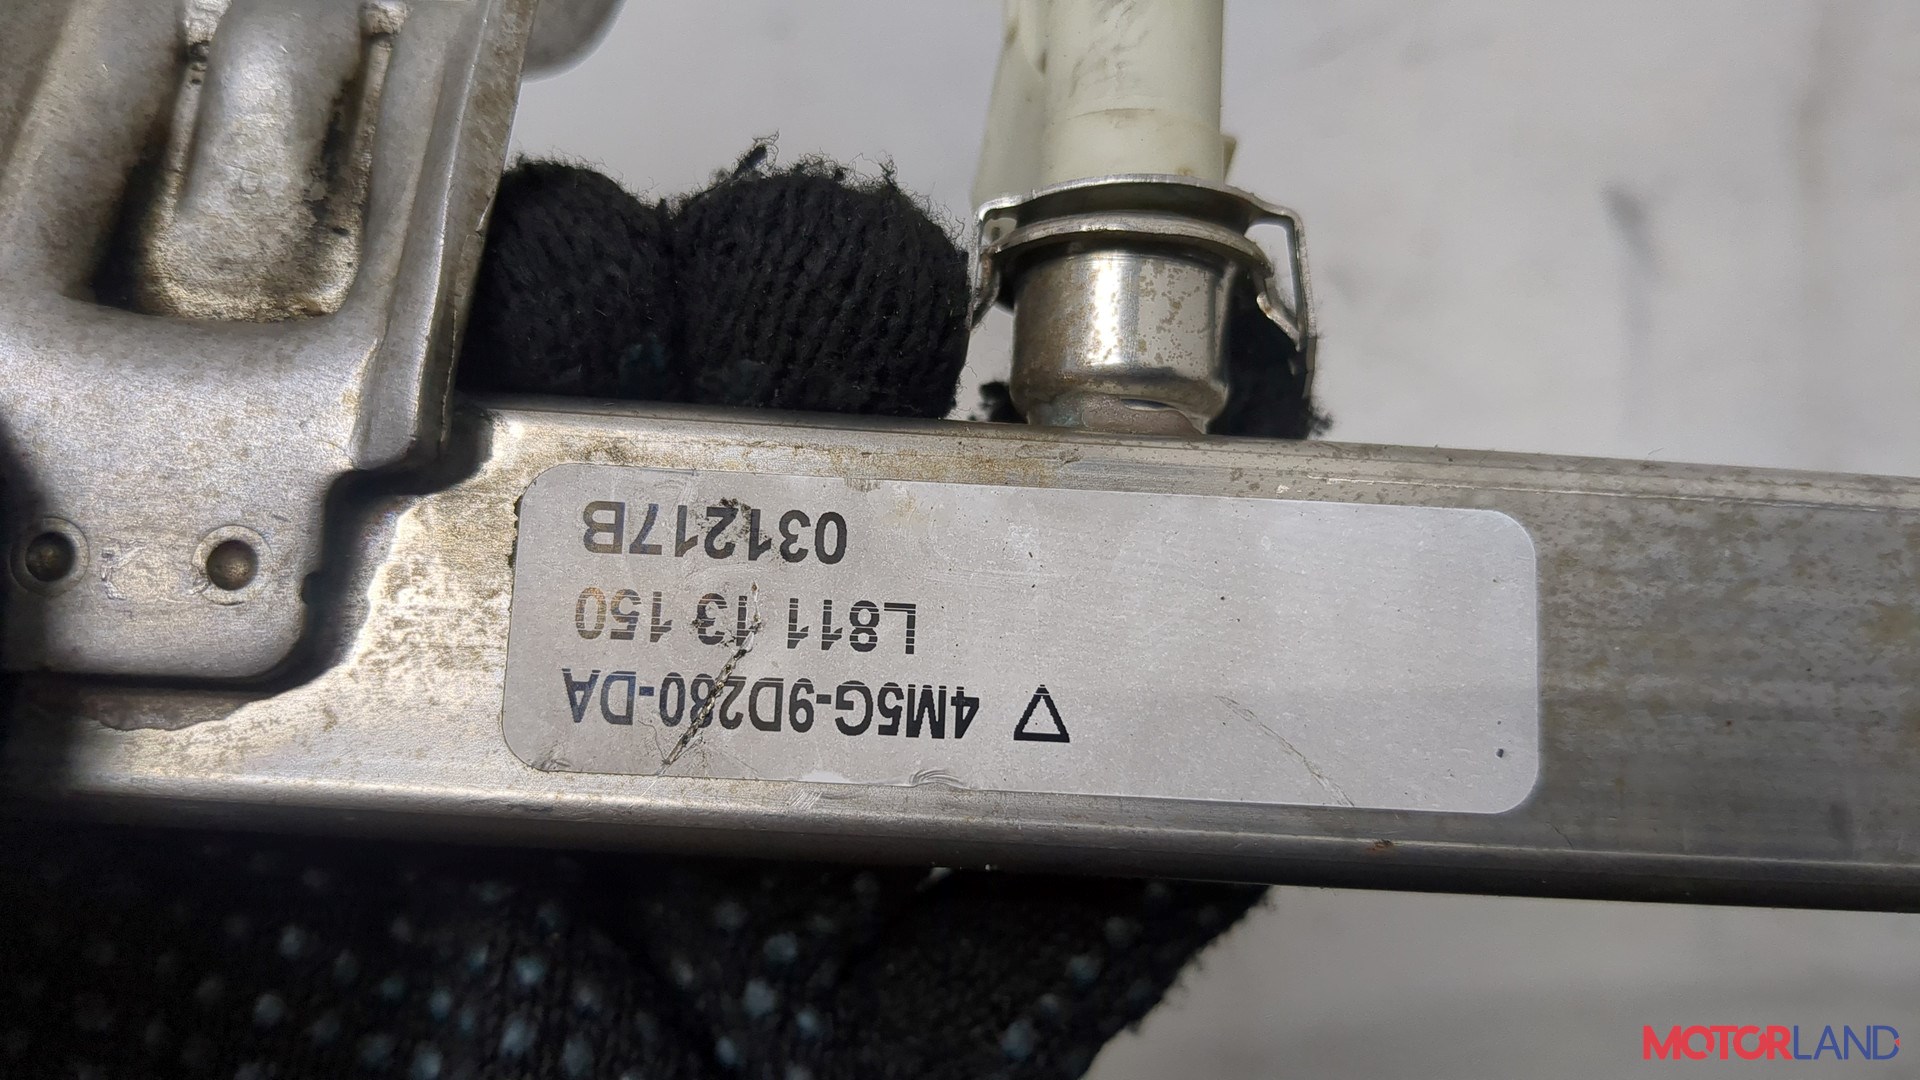 ▽ 4M5G-9D280-DA
L811 13 150
031217B
MOTORLAND